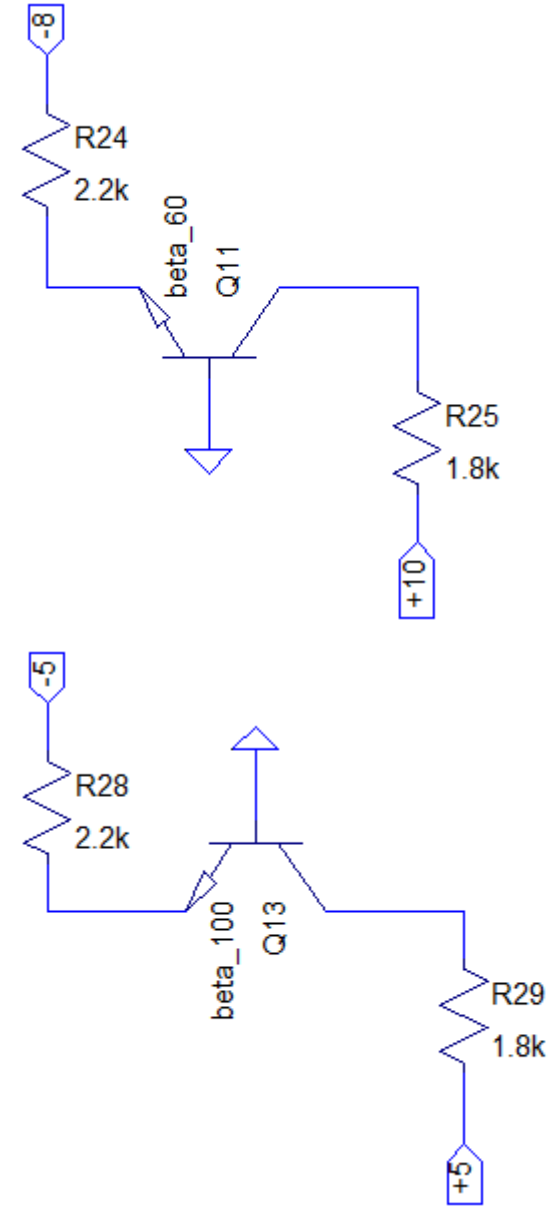 -8
R24
2.2k
beta_60
Q11
R25
1.8k
+10
-5
R28
2.2k
beta_100
Q13
R29
1.8k
+5